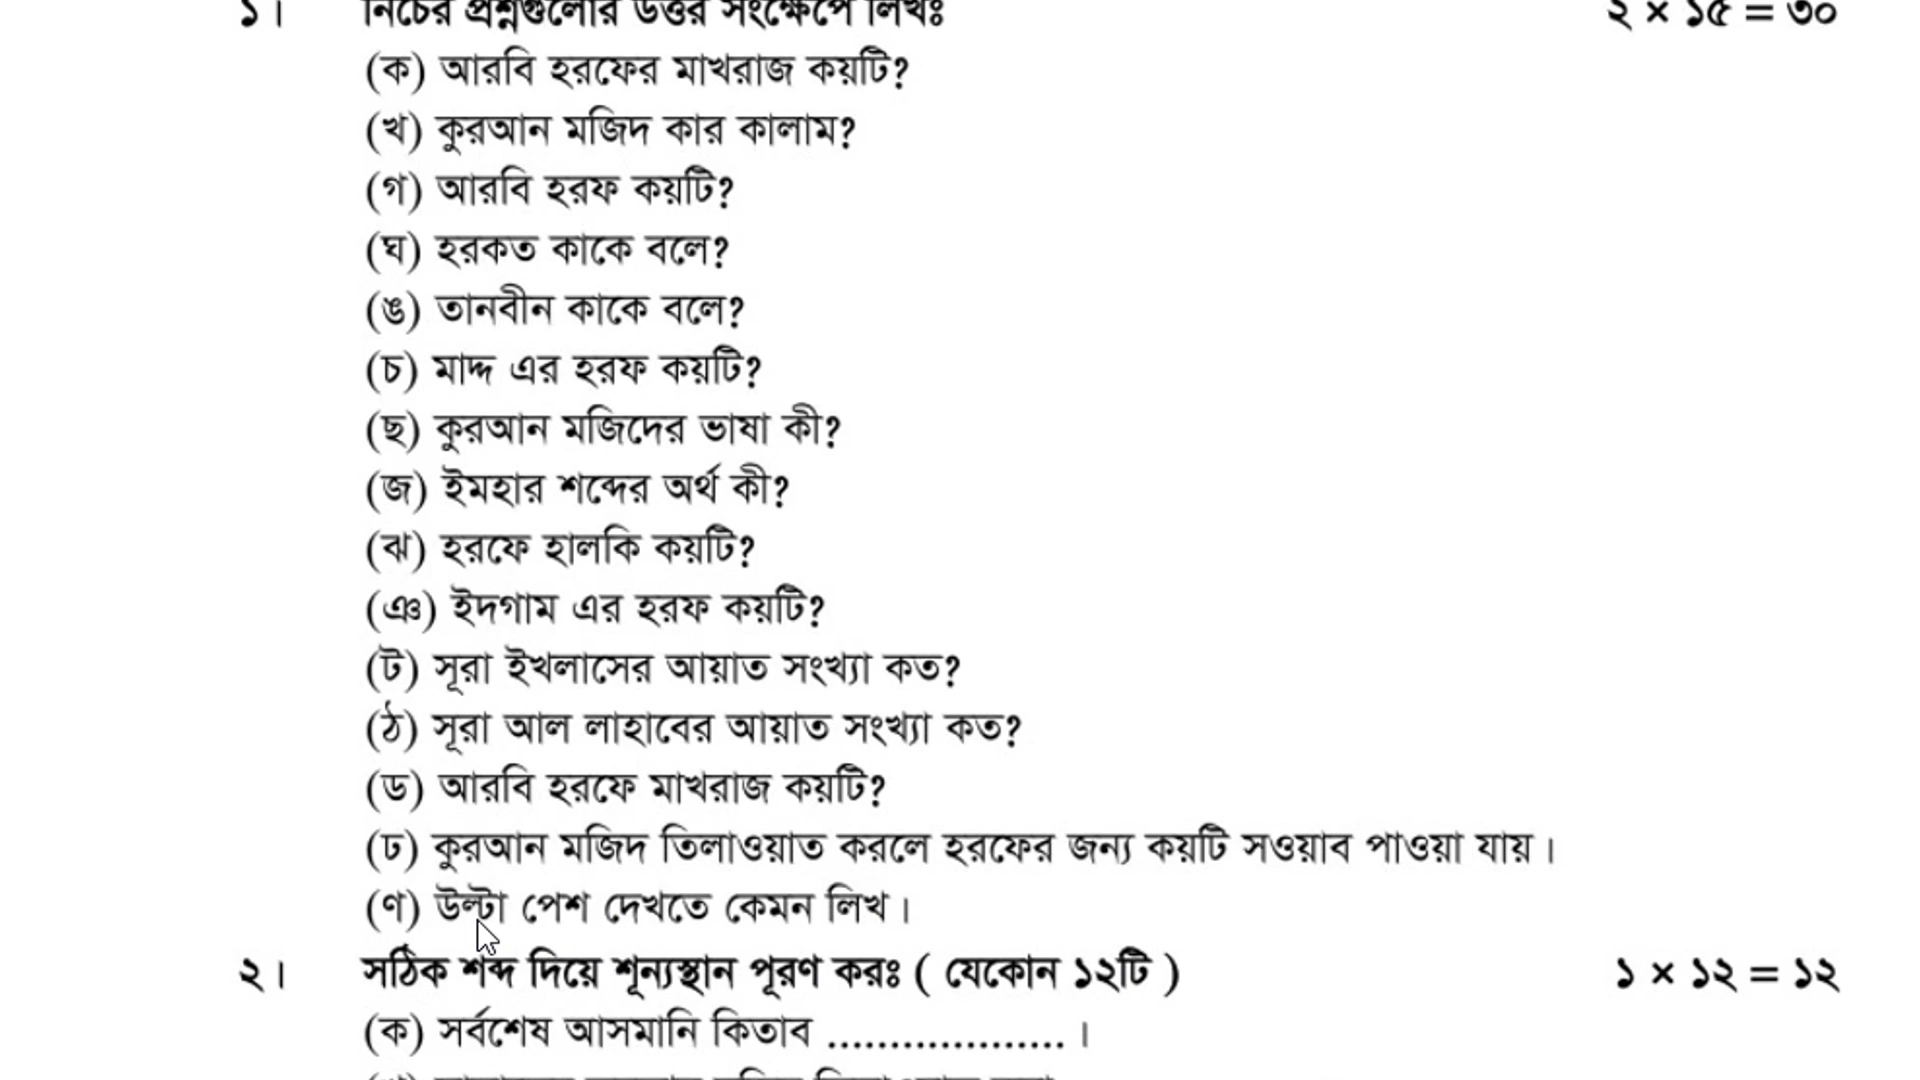 ১। নিচের প্রশ্নগুলোর উত্তর সংক্ষেপে লিখঃ ২ × ১৫ = ৩০
(ক) আরবি হরফের মাখরাজ কয়টি?
(খ) কুরআন মজিদ কার কালাম?
(গ) আরবি হরফ কয়টি?
(ঘ) হরকত কাকে বলে?
(ঙ) তানবীন কাকে বলে?
(চ) মাদ্দ এর হরফ কয়টি?
(ছ) কুরআন মজিদের ভাষা কী?
(জ) ইমহার শব্দের অর্থ কী?
(ঝ) হরফে হালকি কয়টি?
(ঞ) ইদগাম এর হরফ কয়টি?
(ট) সূরা ইখলাসের আয়াত সংখ্যা কত?
(ঠ) সূরা আল লাহাবের আয়াত সংখ্যা কত?
(ড) আরবি হরফে মাখরাজ কয়টি?
(ঢ) কুরআন মজিদ তিলাওয়াত করলে হরফের জন্য কয়টি সওয়াব পাওয়া যায়।
(ণ) উল্টা পেশ দেখতে কেমন লিখ।
২। সঠিক শব্দ দিয়ে শূন্যস্থান পূরণ করঃ ( যেকোন ১২টি ) ১ × ১২ = ১২
(ক) সর্বশেষ আসমানি কিতাব ...................।